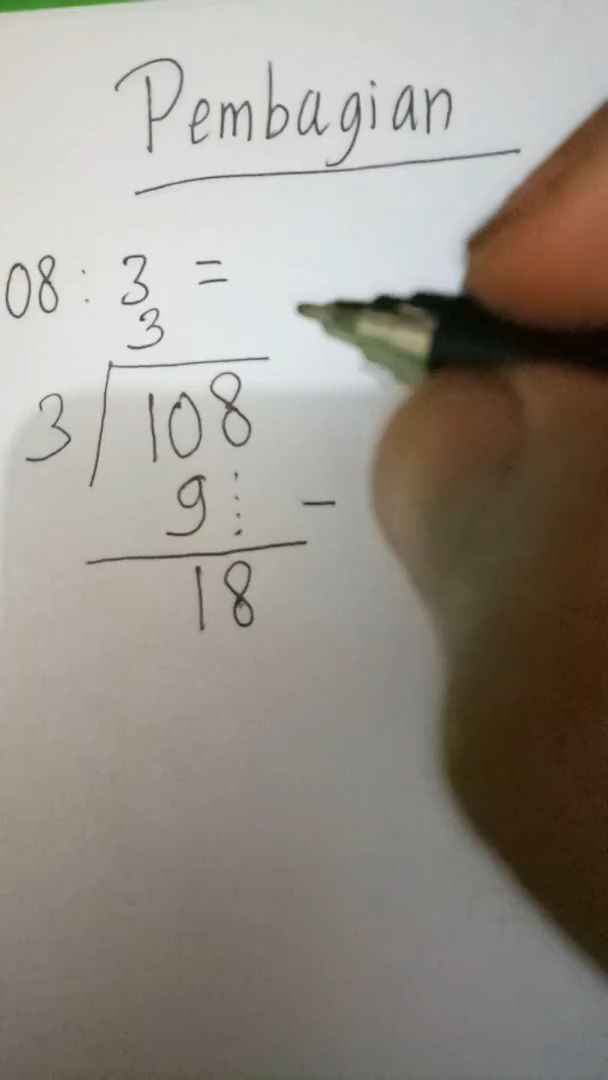 Pembagian
08 : 3 =
3
3 108
9 -
18